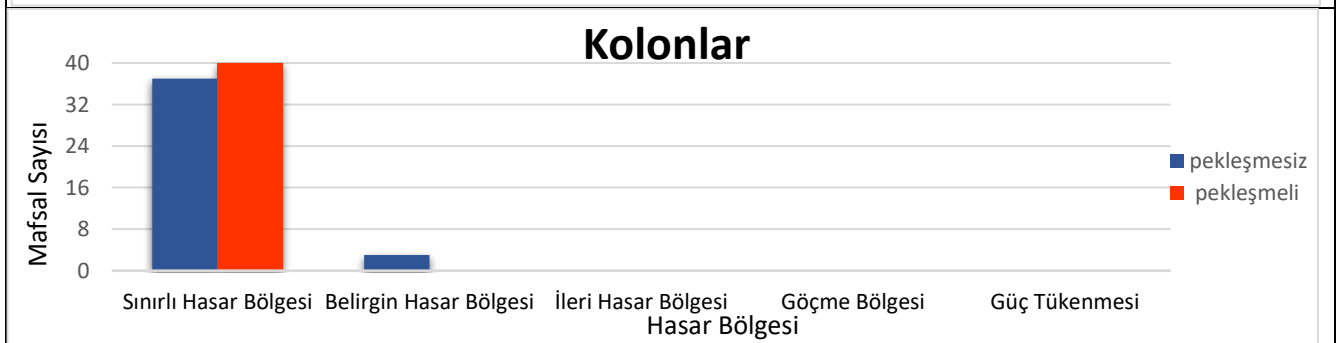 Kolonlar
Mafsal Sayısı
40
32
24
16
8
0
pekleşmesiz
pekleşmeli
Sınırlı Hasar Bölgesi Belirgin Hasar Bölgesi İleri Hasar Bölgesi Göçme Bölgesi Güç Tükenmesi
Hasar Bölgesi